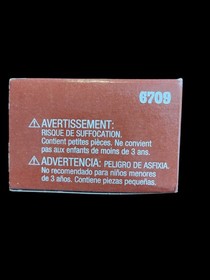 6709
⚠ AVERTISSEMENT:
RISQUE DE SUFFOCATION.
Contient petites pièces. Ne convient
pas aux enfants de moins de 3 ans.
⚠ ADVERTENCIA: PELIGRO DE ASFIXIA.
No recomendado para niños menores
de 3 años. Contiene piezas pequeñas.